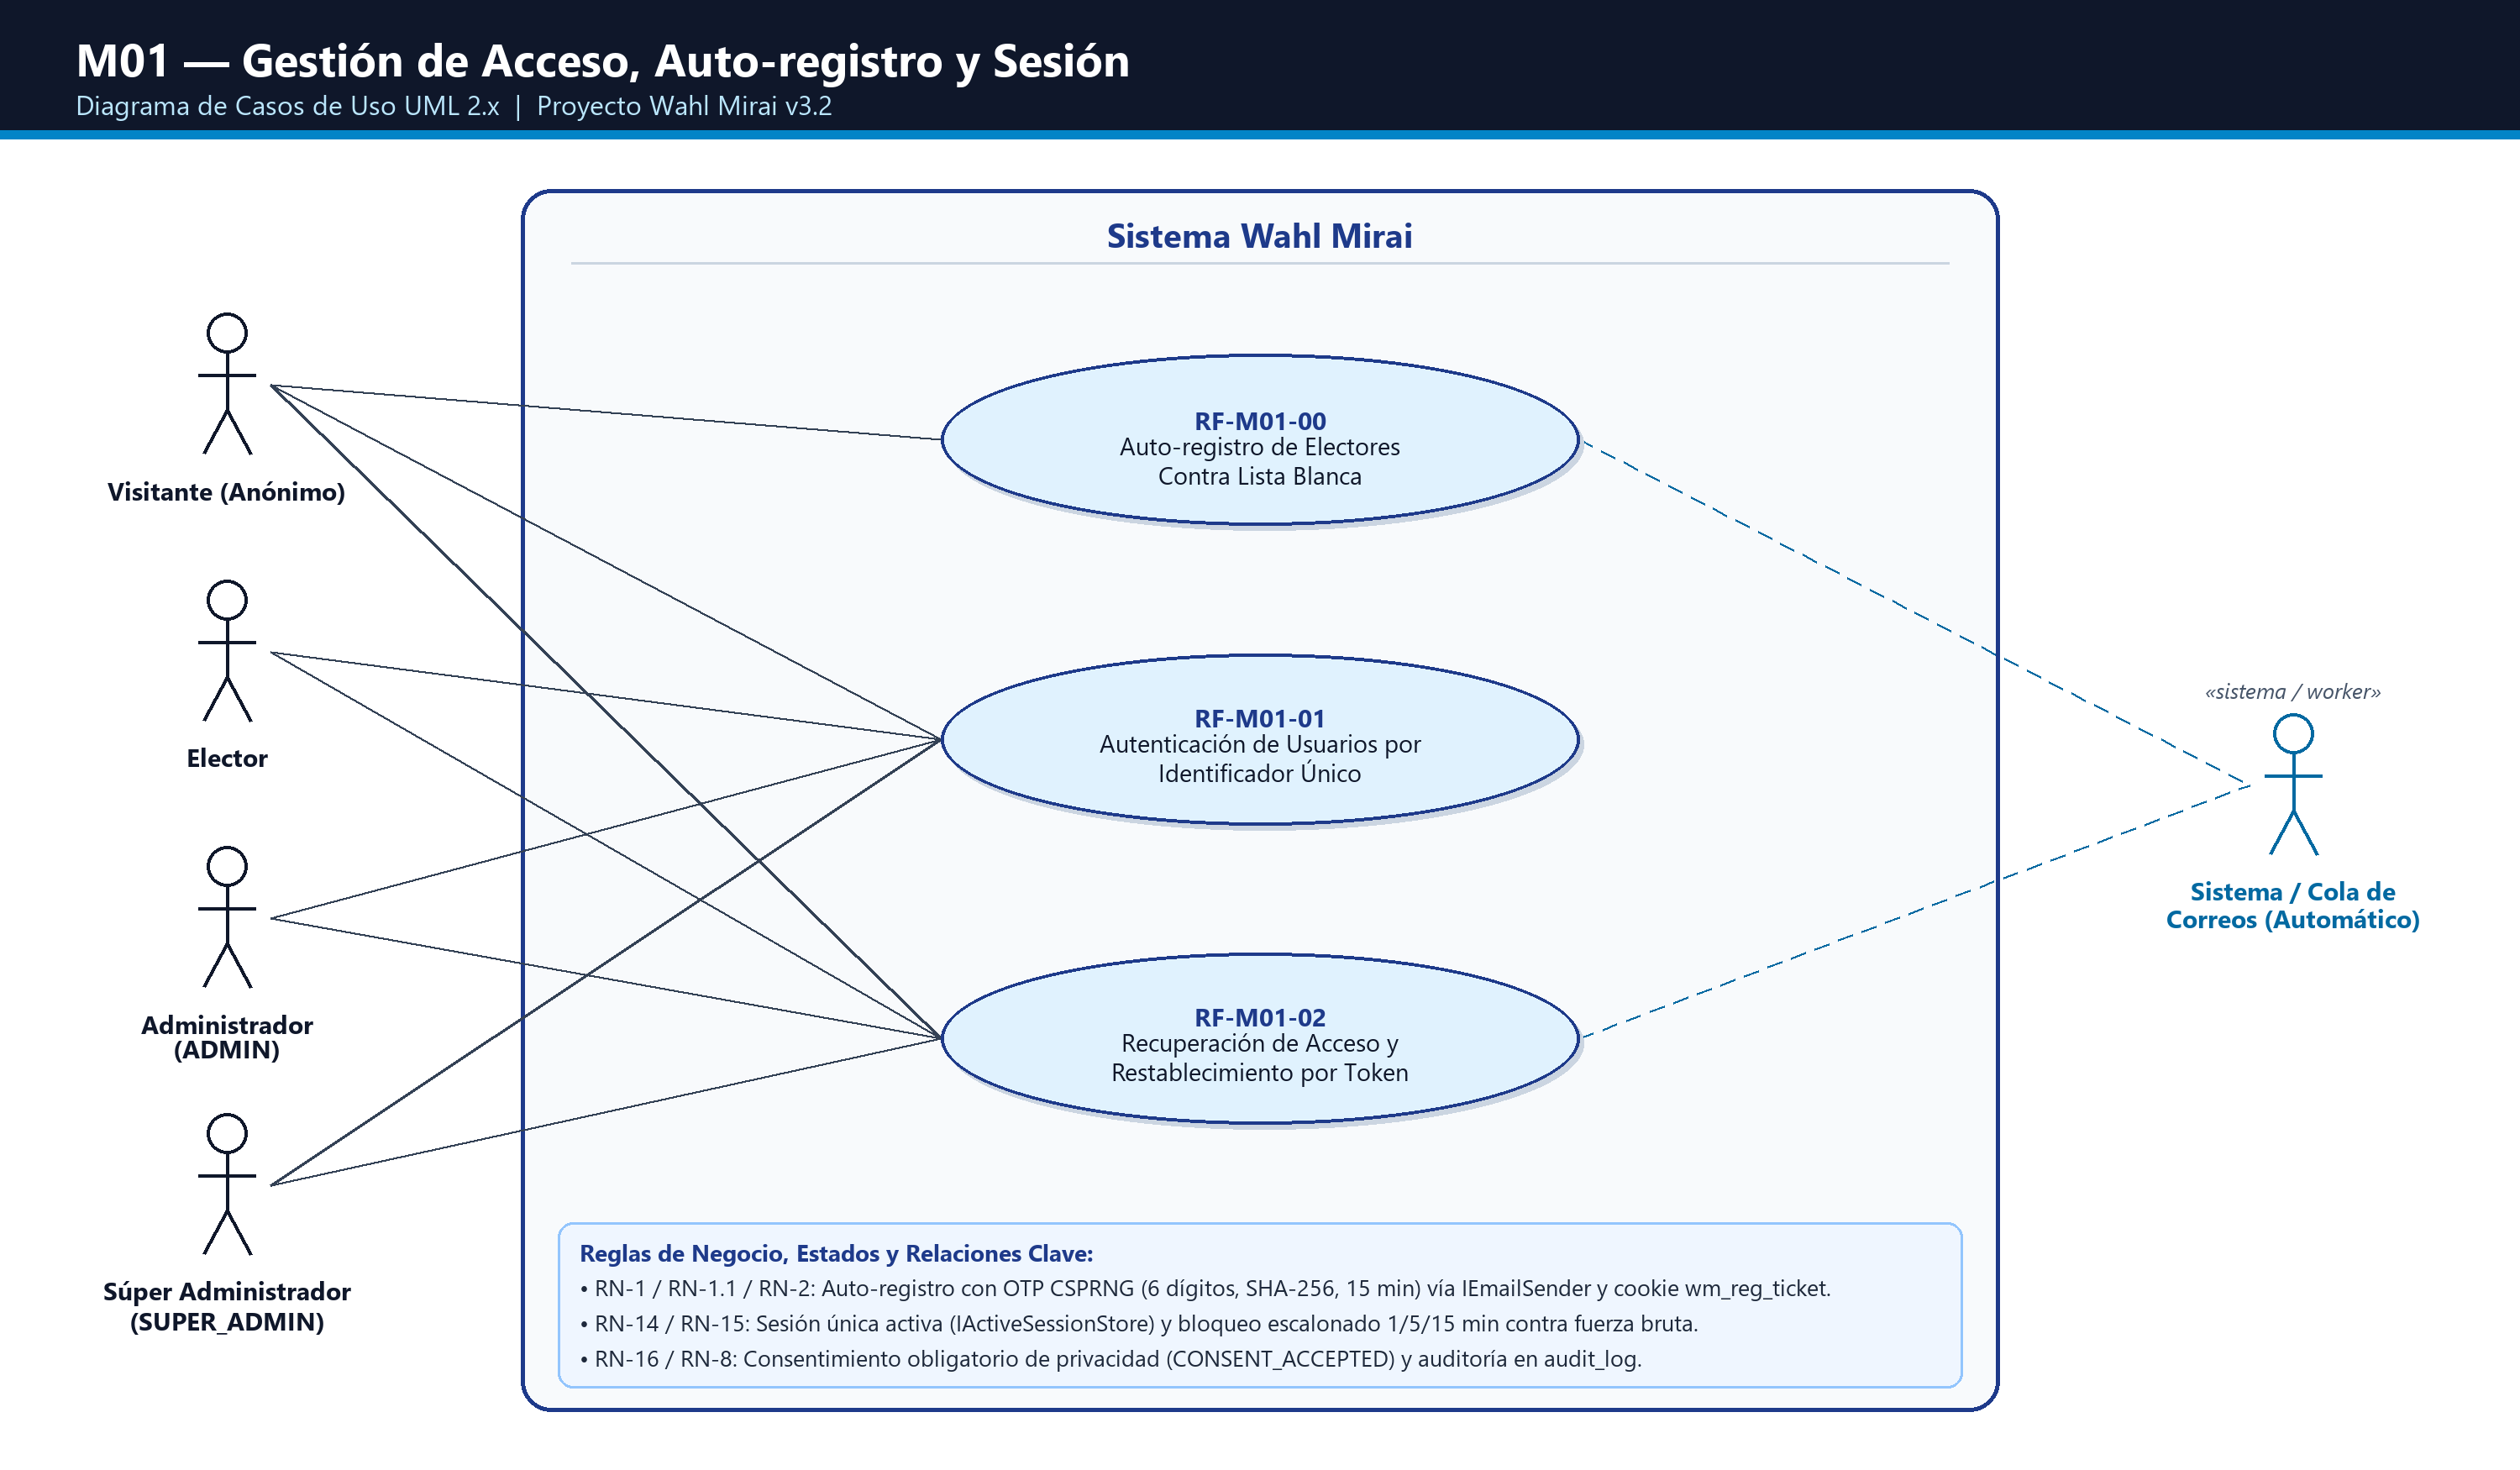 M01 — Gestión de Acceso, Auto-registro y Sesión
Diagrama de Casos de Uso UML 2.x | Proyecto Wahl Mirai v3.2
Sistema Wahl Mirai
Visitante (Anónimo)
Elector
Administrador
(ADMIN)
Súper Administrador
(SUPER_ADMIN)
RF-M01-00
Auto-registro de Electores
Contra Lista Blanca
RF-M01-01
Autenticación de Usuarios por
Identificador Único
RF-M01-02
Recuperación de Acceso y
Restablecimiento por Token
«sistema / worker»
Sistema / Cola de
Correos (Automático)
Reglas de Negocio, Estados y Relaciones Clave:
• RN-1 / RN-1.1 / RN-2: Auto-registro con OTP CSPRNG (6 dígitos, SHA-256, 15 min) vía IEmailSender y cookie wm_reg_ticket.
• RN-14 / RN-15: Sesión única activa (IActiveSessionStore) y bloqueo escalonado 1/5/15 min contra fuerza bruta.
• RN-16 / RN-8: Consentimiento obligatorio de privacidad (CONSENT_ACCEPTED) y auditoría en audit_log.